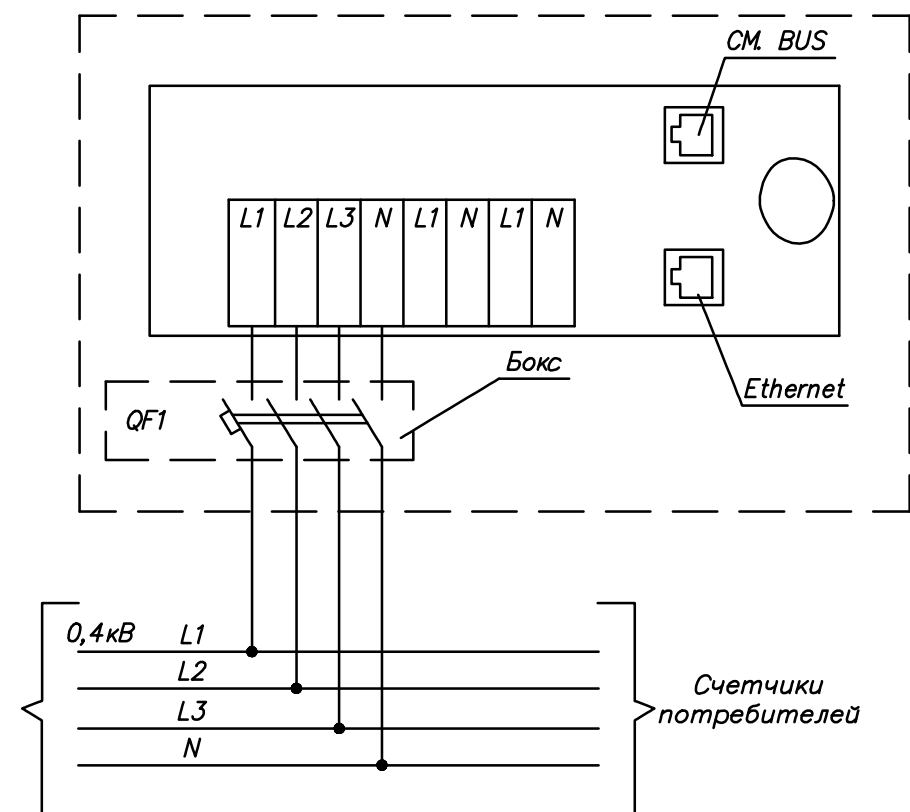 СМ. BUS
L1 L2 L3 N L1 N L1 N
Бокс
Ethernet
QF1
0,4кВ L1
L2
L3
N
Счетчики
потребителей